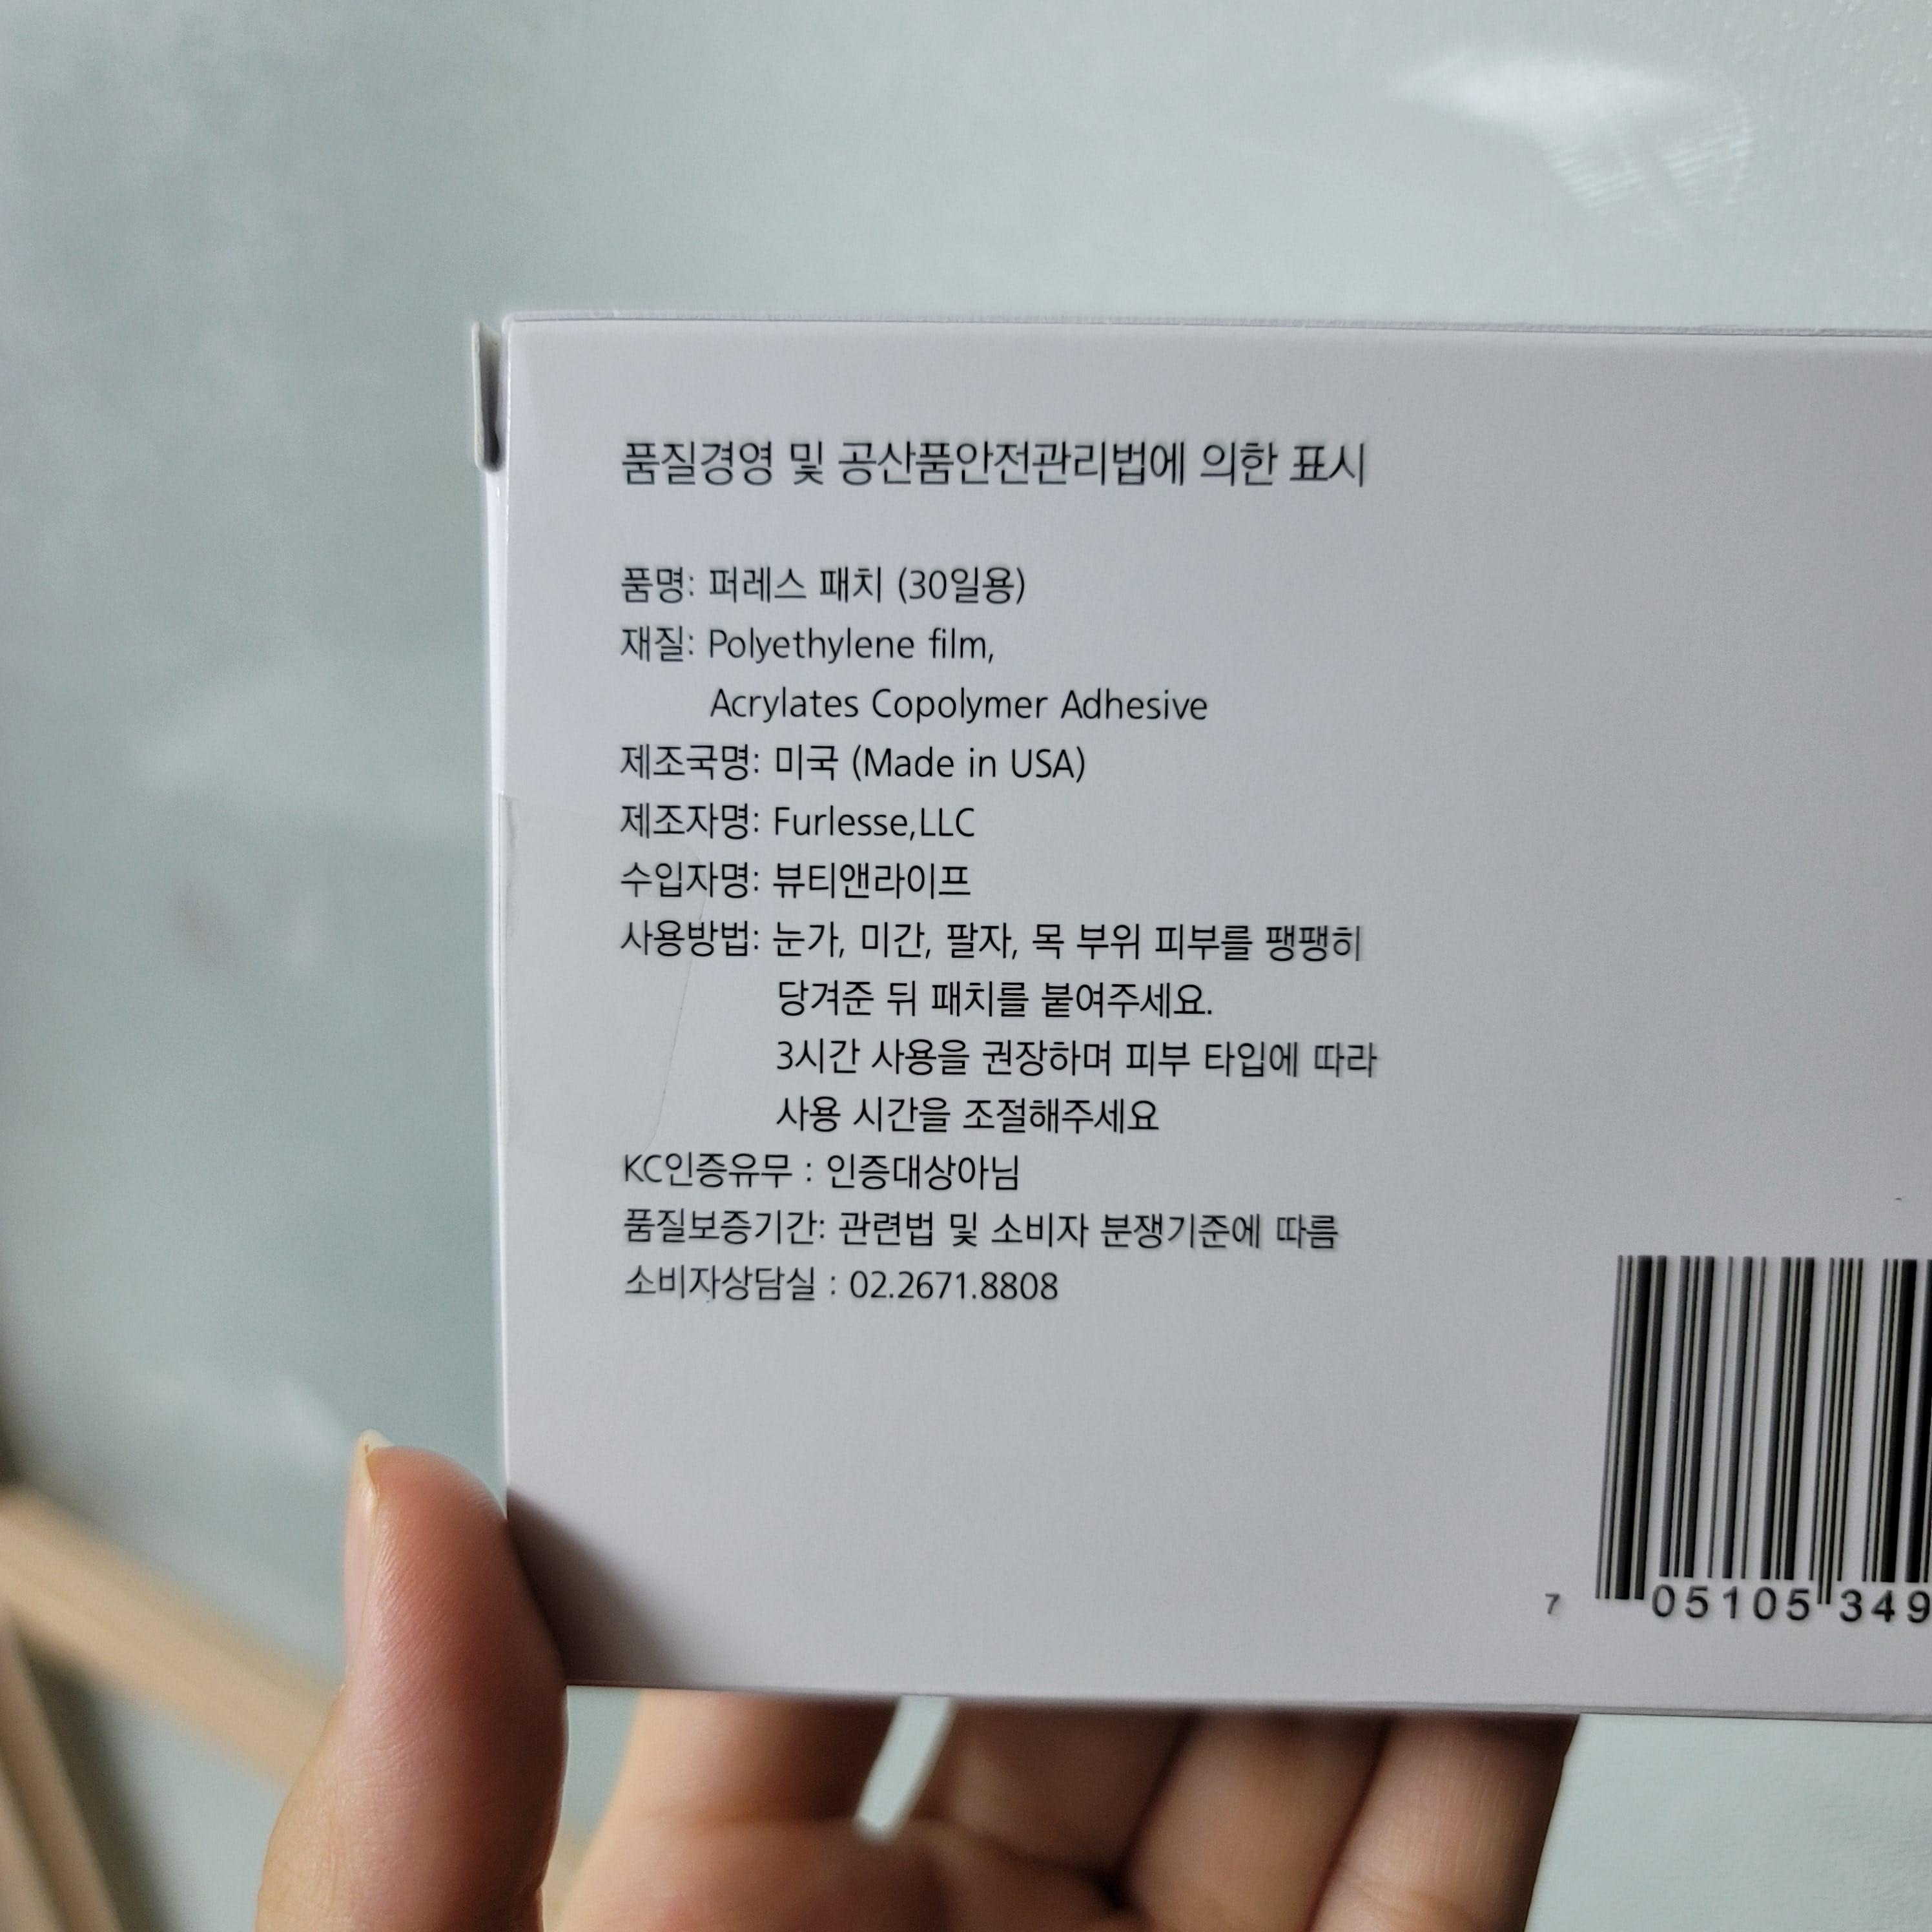 품질경영 및 공산품안전관리법에 의한 표시
품명: 퍼레스 패치 (30일용)
재질: Polyethylene film,
Acrylates Copolymer Adhesive
제조국명: 미국 (Made in USA)
제조자명: Furlesse,LLC
수입자명: 뷰티앤라이프
사용방법: 눈가, 미간, 팔자, 목 부위 피부를 팽팽히
당겨준 뒤 패치를 붙여주세요.
3시간 사용을 권장하며 피부 타입에 따라
사용 시간을 조절해주세요
KC인증유무 : 인증대상아님
품질보증기간: 관련법 및 소비자 분쟁기준에 따름
소비자상담실 : 02.2671.8808
7 05105 349